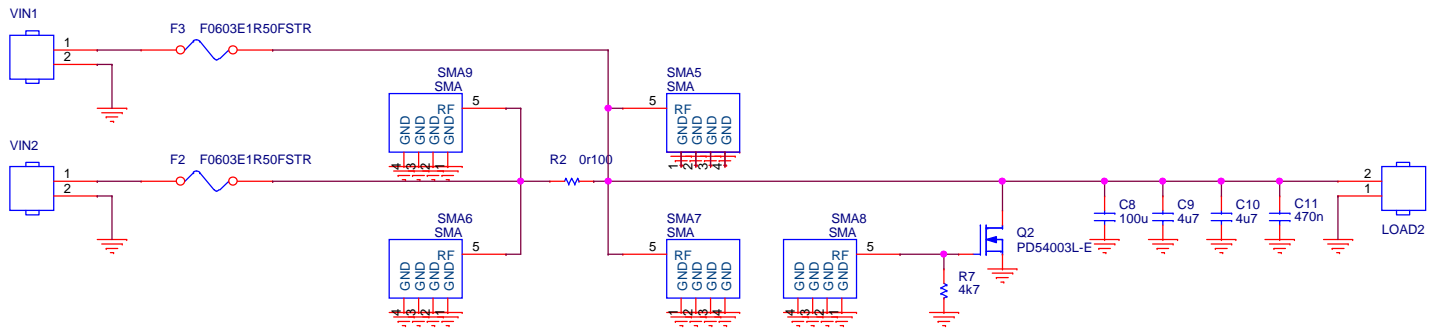 VIN1
1
2
F3 F0603E1R50FSTR
SMA9
SMA
RF
5
GND
GND
GND
GND
4
3
2
1
SMA5
SMA
5
RF
GND
GND
GND
GND
1
2
3
4
VIN2
1
2
F2 F0603E1R50FSTR
R2 0r100
SMA6
SMA
RF
5
GND
GND
GND
GND
4
3
2
1
SMA7
SMA
5
RF
GND
GND
GND
GND
1
2
3
4
SMA8
SMA
RF
5
GND
GND
GND
GND
4
3
2
1
R7
4k7
Q2
PD54003L-E
C8
100u
C9
4u7
C10
4u7
C11
470n
2
1
LOAD2